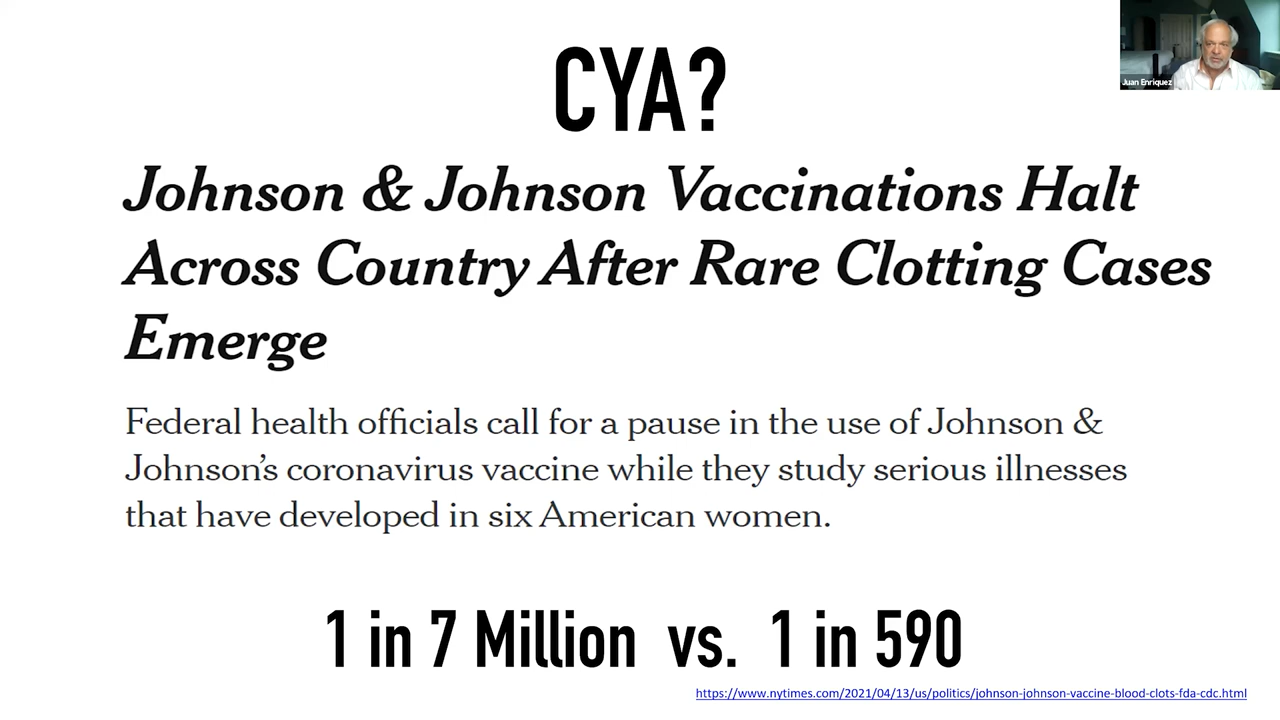 CYA?
Juan Enriquez
Johnson & Johnson Vaccinations Halt
Across Country After Rare Clotting Cases
Emerge
Federal health officials call for a pause in the use of Johnson &
Johnson’s coronavirus vaccine while they study serious illnesses
that have developed in six American women.
1 in 7 Million vs. 1 in 590
https://www.nytimes.com/2021/04/13/us/politics/johnson-johnson-vaccine-blood-clots-fda-cdc.html